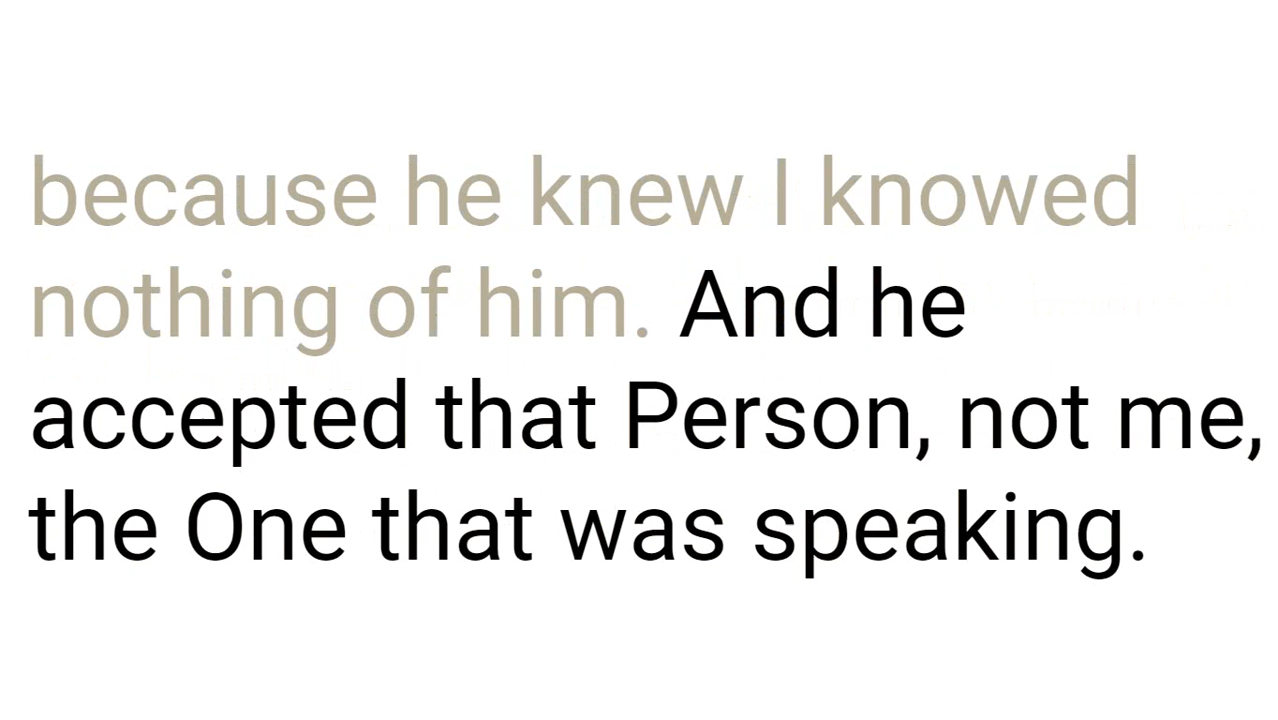 because he knew I knowed
nothing of him. And he
accepted that Person, not me,
the One that was speaking.